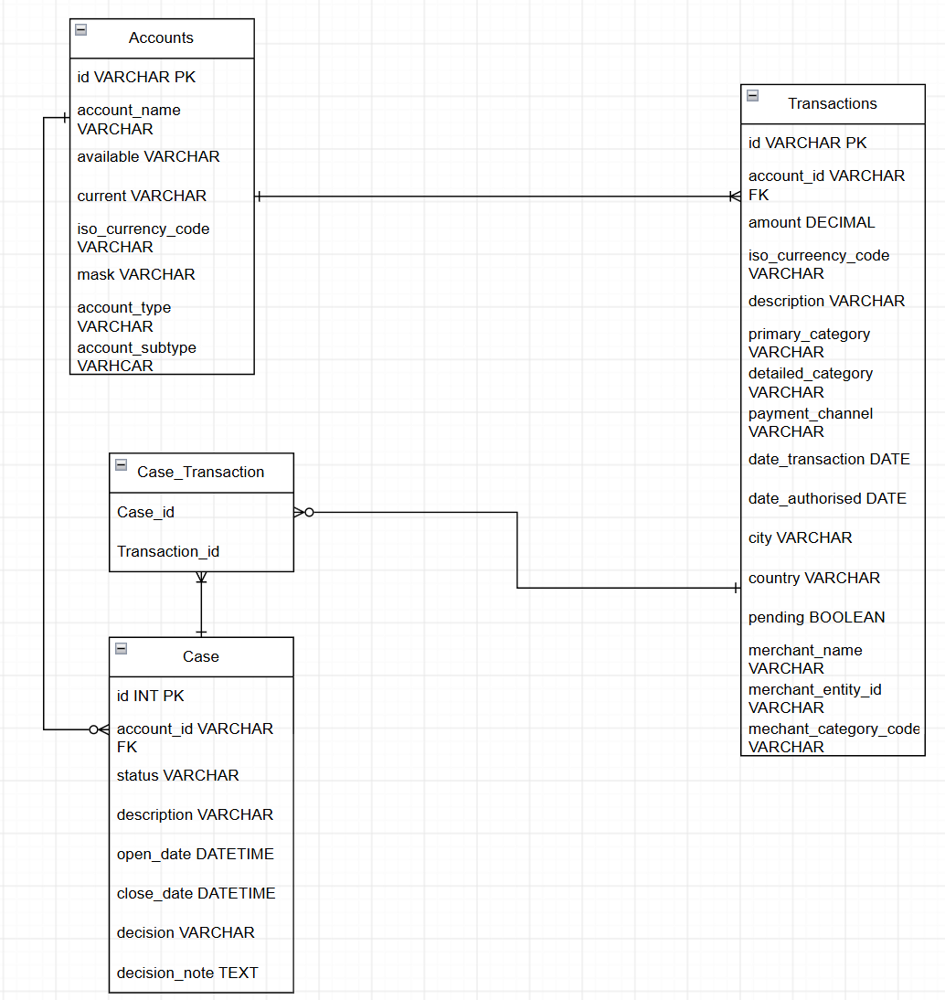 Accounts
id VARCHAR PK
account_name
VARCHAR
available VARCHAR
current VARCHAR
iso_currency_code
VARCHAR
mask VARCHAR
account_type
VARCHAR
account_subtype
VARHCAR
Transactions
id VARCHAR PK
account_id VARCHAR
FK
amount DECIMAL
iso_curreency_code
VARCHAR
description VARCHAR
primary_category
VARCHAR
detailed_category
VARCHAR
payment_channel
VARCHAR
date_transaction DATE
date_authorised DATE
city VARCHAR
country VARCHAR
pending BOOLEAN
merchant_name
VARCHAR
merchant_entity_id
VARCHAR
mechant_category_code
VARCHAR
Case_Transaction
Case_id
Transaction_id
Case
id INT PK
account_id VARCHAR
FK
status VARCHAR
description VARCHAR
open_date DATETIME
close_date DATETIME
decision VARCHAR
decision_note TEXT